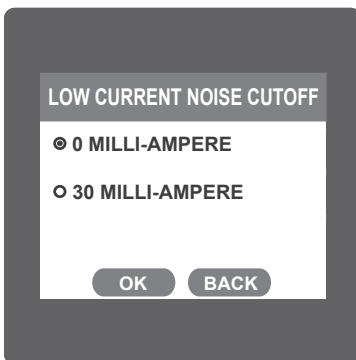 LOW CURRENT NOISE CUTOFF
0 MILLI-AMPERE
30 MILLI-AMPERE
OK BACK